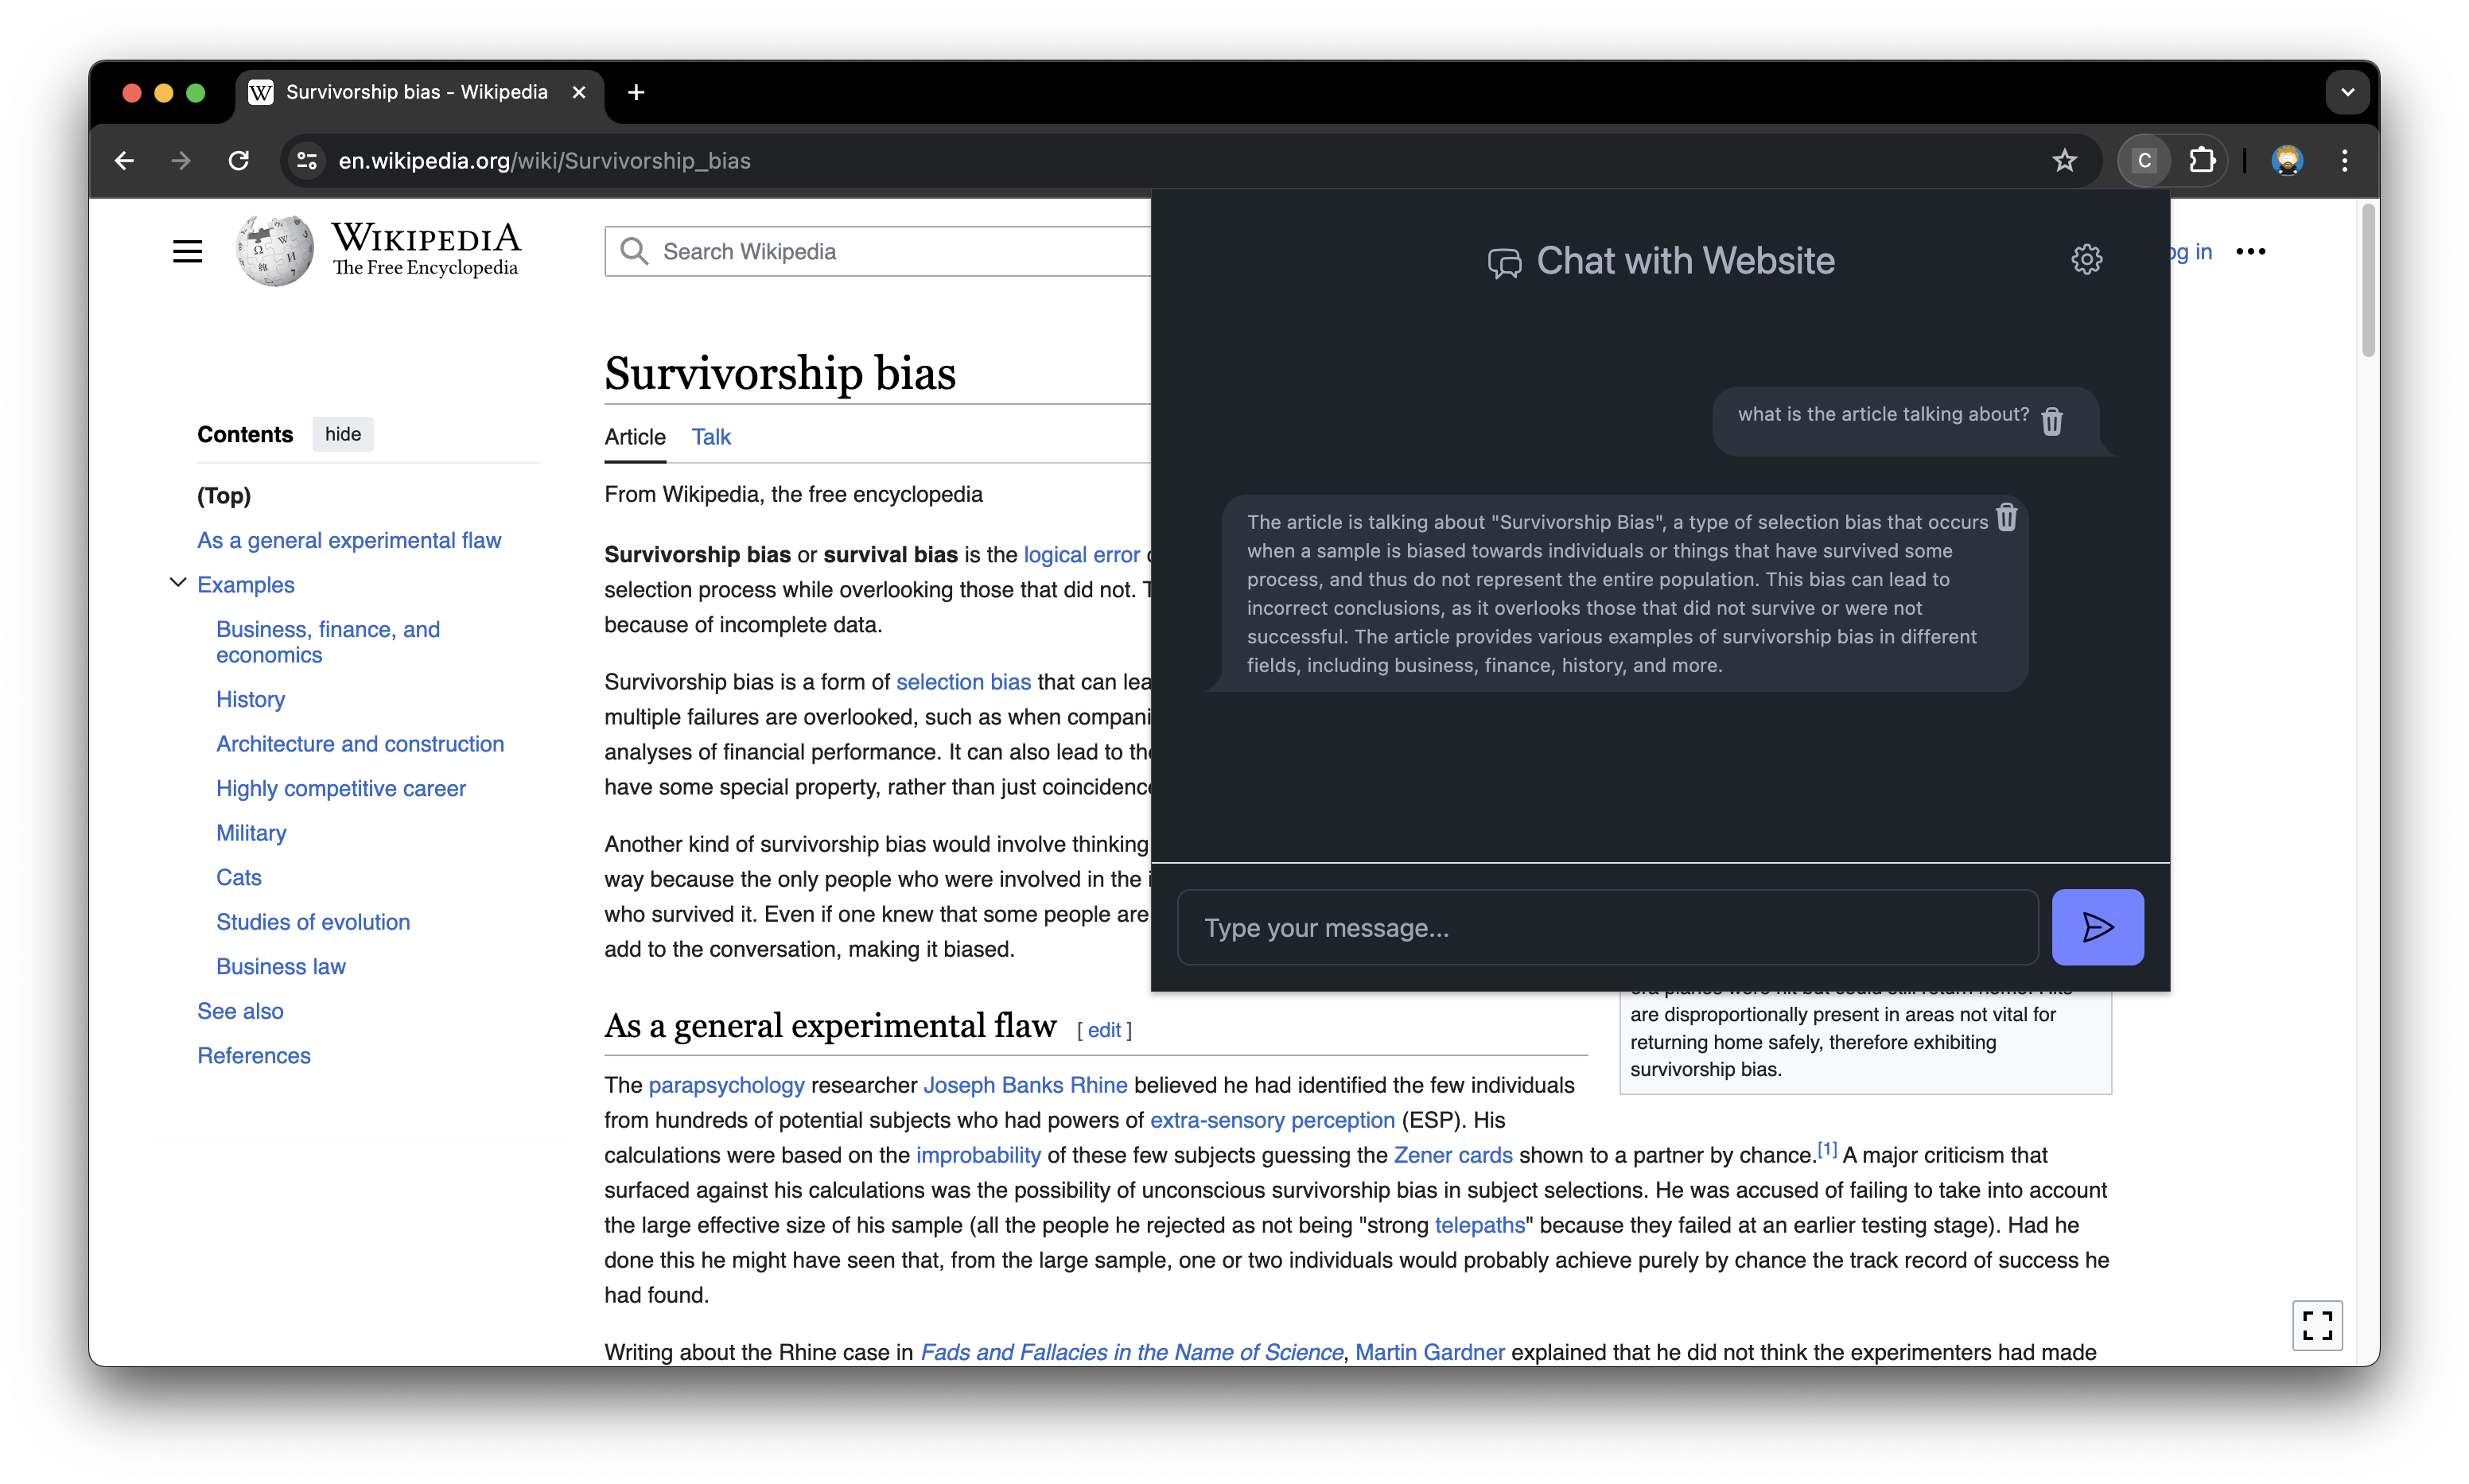 Survivorship bias - Wikipedia
en.wikipedia.org/wiki/Survivorship_bias
C
WIKIPEDIA
The Free Encyclopedia
Search Wikipedia
og in
Contents hide
(Top)
As a general experimental flaw
Examples
Business, finance, and
economics
History
Architecture and construction
Highly competitive career
Military
Cats
Studies of evolution
Business law
See also
References
Survivorship bias
Article Talk
From Wikipedia, the free encyclopedia
Survivorship bias or survival bias is the logical error
selection process while overlooking those that did not. T
because of incomplete data.
Survivorship bias is a form of selection bias that can lea
multiple failures are overlooked, such as when compani
analyses of financial performance. It can also lead to the
have some special property, rather than just coincidence
Another kind of survivorship bias would involve thinking
way because the only people who were involved in the i
who survived it. Even if one knew that some people are
add to the conversation, making it biased.
Chat with Website
what is the article talking about?
The article is talking about "Survivorship Bias", a type of selection bias that occurs
when a sample is biased towards individuals or things that have survived some
process, and thus do not represent the entire population. This bias can lead to
incorrect conclusions, as it overlooks those that did not survive or were not
successful. The article provides various examples of survivorship bias in different
fields, including business, finance, history, and more.
Type your message...
era planes were hit but could still return home. Hits
are disproportionally present in areas not vital for
returning home safely, therefore exhibiting
survivorship bias.
As a general experimental flaw [ edit ]
The parapsychology researcher Joseph Banks Rhine believed he had identified the few individuals
from hundreds of potential subjects who had powers of extra-sensory perception (ESP). His
calculations were based on the improbability of these few subjects guessing the Zener cards shown to a partner by chance.[1] A major criticism that
surfaced against his calculations was the possibility of unconscious survivorship bias in subject selections. He was accused of failing to take into account
the large effective size of his sample (all the people he rejected as not being "strong telepaths" because they failed at an earlier testing stage). Had he
done this he might have seen that, from the large sample, one or two individuals would probably achieve purely by chance the track record of success he
had found.
Writing about the Rhine case in Fads and Fallacies in the Name of Science, Martin Gardner explained that he did not think the experimenters had made